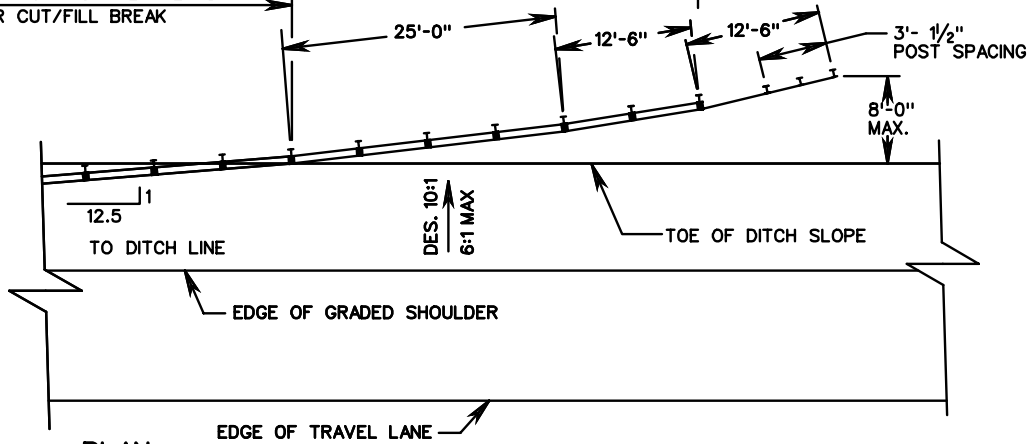 R CUT/FILL BREAK
25'-0"
12'-6"
12'-6"
3'- 1½"
POST SPACING
8'-0"
MAX.
1
12.5
TO DITCH LINE
DES. 10:1
6:1 MAX
TOE OF DITCH SLOPE
EDGE OF GRADED SHOULDER
EDGE OF TRAVEL LANE
PLAN